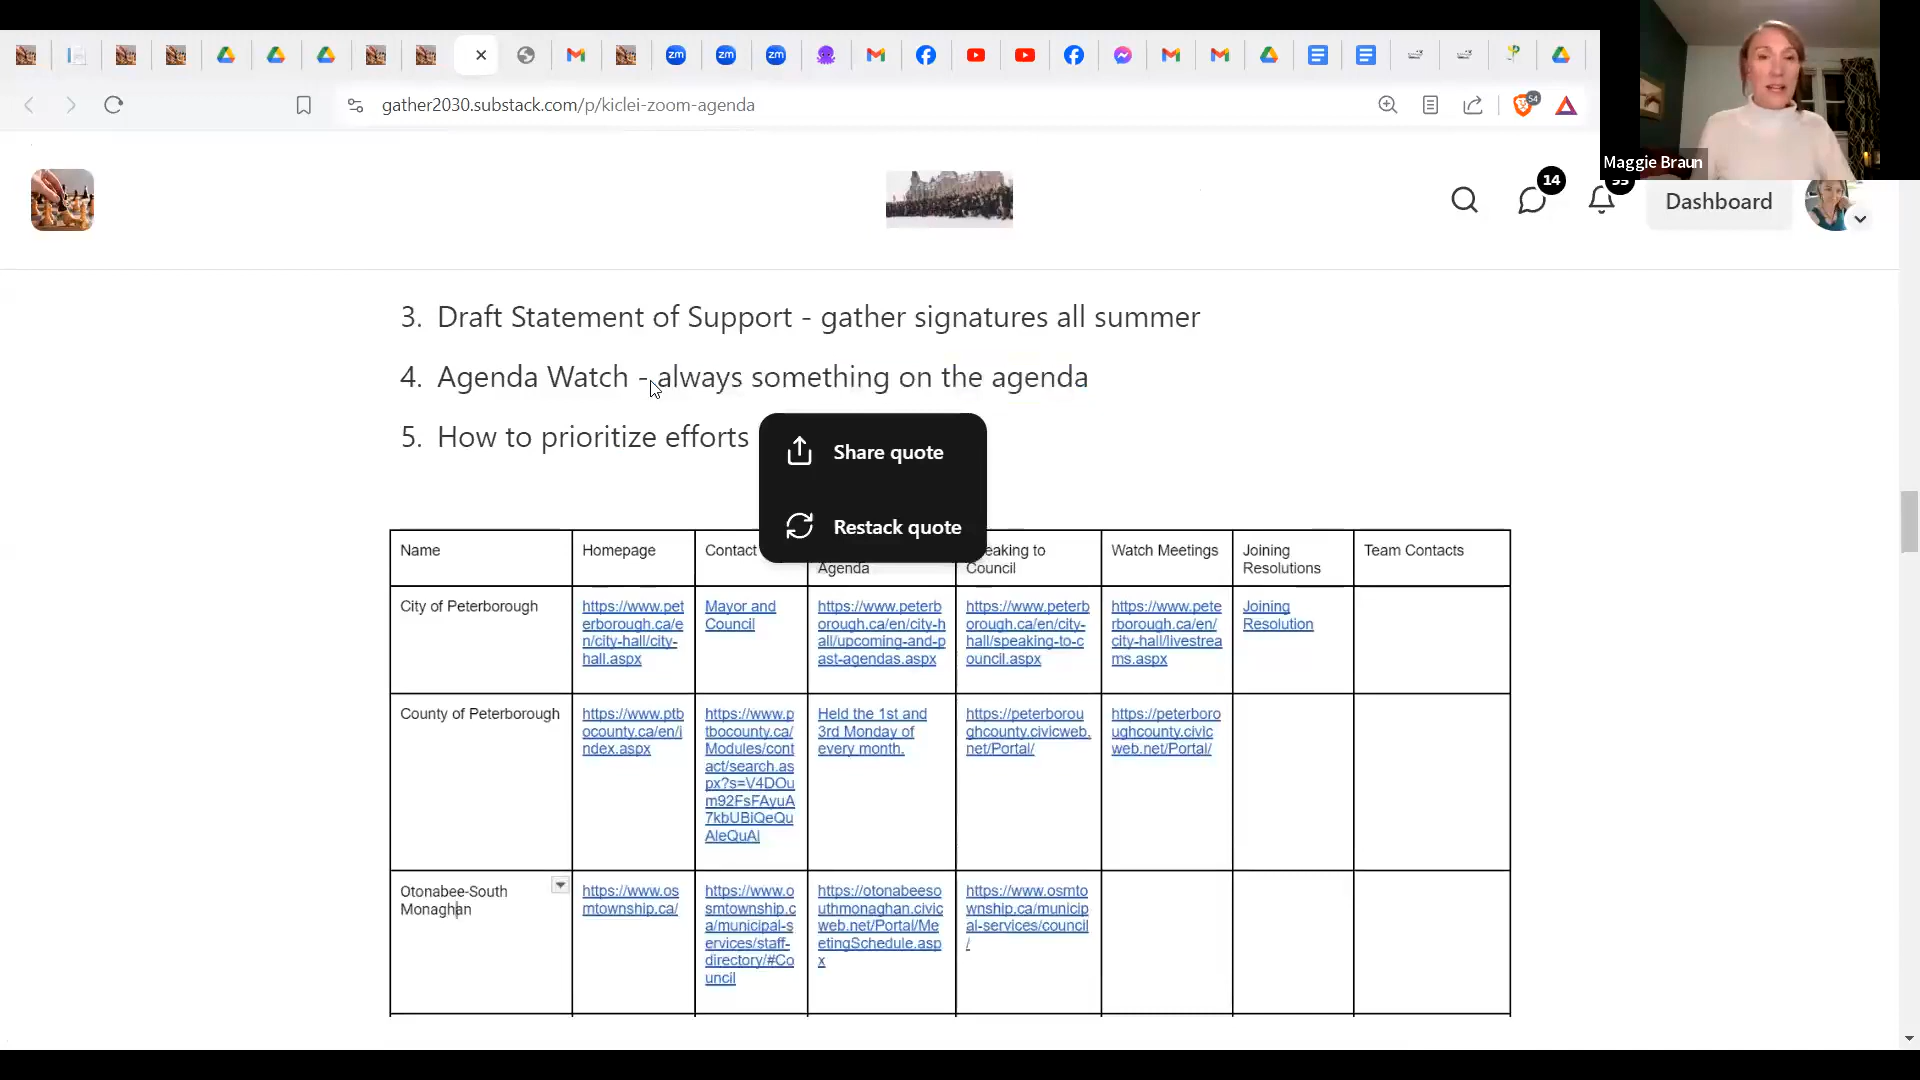 zm
zm
zm
gather2030.substack.com/p/kiclei-zoom-agenda
54
Maggie Braun
14
Dashboard
3. Draft Statement of Support - gather signatures all summer
4. Agenda Watch - always something on the agenda
5. How to prioritize efforts
Share quote
Restack quote
Name
Homepage
Contact
Agenda
eaking to
Council
Watch Meetings
Joining
Resolutions
Team Contacts
City of Peterborough
https://www.pet
erborough.ca/e
n/city-hall/city-
hall.aspx
Mayor and
Council
https://www.peterb
orough.ca/en/city-h
all/upcoming-and-p
ast-agendas.aspx
https://www.peterb
orough.ca/en/city-
hall/speaking-to-c
ouncil.aspx
https://www.pete
rborough.ca/en/
city-hall/livestrea
ms.aspx
Joining
Resolution
County of Peterborough
https://www.ptb
ocounty.ca/en/i
ndex.aspx
https://www.p
tbocounty.ca/
Modules/cont
act/search.as
px?s=V4DOu
m92FsFAyuA
7kbUBiQeQu
AleQuAl
Held the 1st and
3rd Monday of
every month.
https://peterborou
ghcounty.civicweb.
net/Portal/
https://peterboro
ughcounty.civic
web.net/Portal/
Otonabee-South
Monaghan
https://www.os
mtownship.ca/
https://www.o
smtownship.c
a/municipal-s
ervices/staff-
directory/#Co
uncil
https://otonabeeso
uthmonaghan.civic
web.net/Portal/Me
etingSchedule.asp
x
https://www.osmto
wnship.ca/municip
al-services/council
/